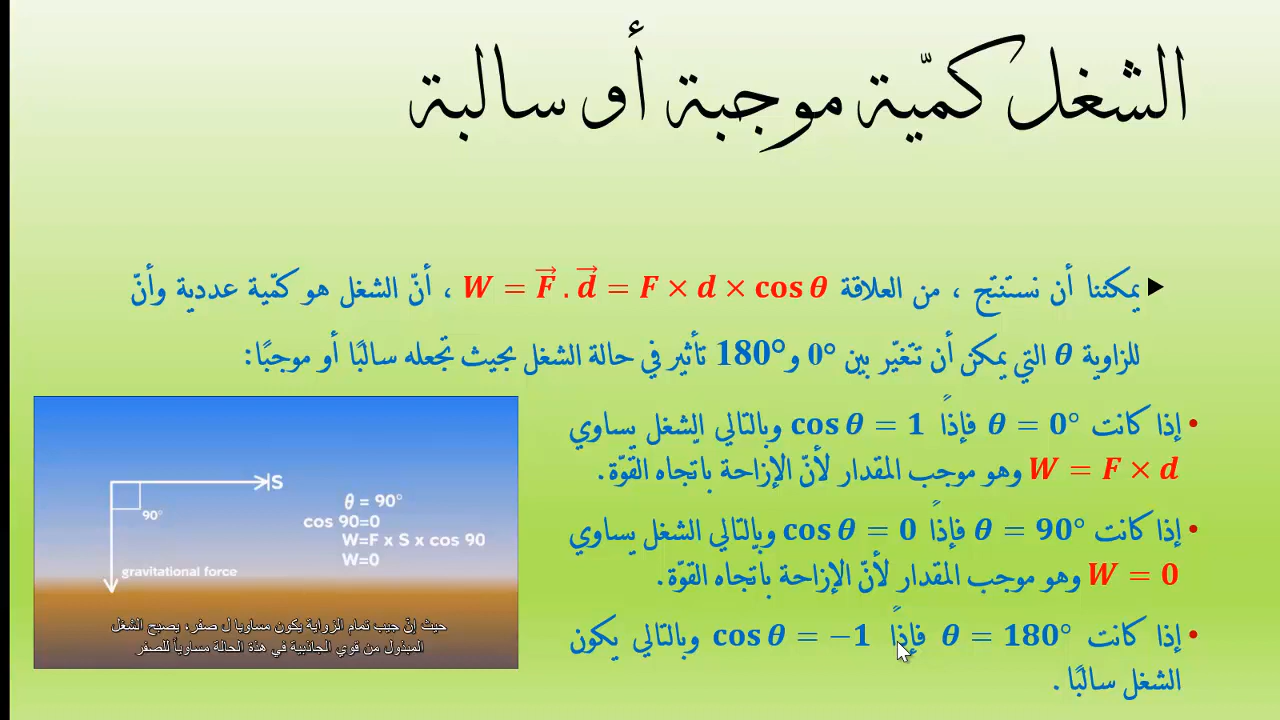 الشغل كمّية موجبة أو سالبة
يمكننا أن نستنتج ، من العلاقة W = F⃗ . d⃗ = F × d × cos θ ، أنّ الشغل هو كمّية عددية وأنّ
للزاوية θ التي يمكن أن تتغيّر بين 0° و 180° تأثير في حالة الشغل بحيث تجعله سالبًا أو موجبًا:
• إذا كانت θ = 0° فإذاً cos θ = 1 وبالتالي الشغل يساوي
W = F × d وهو موجب المقدار لأنّ الإزاحة باتجاه القوّة.
• إذا كانت θ = 90° فإذاً cos θ = 0 وبالتالي الشغل يساوي
W = 0 وهو موجب المقدار لأنّ الإزاحة باتجاه القوّة.
• إذا كانت θ = 180° فإذاً cos θ = −1 وبالتالي يكون
الشغل سالبًا .
S
90°
gravitational force
θ = 90°
cos 90=0
W=F x S x cos 90
W=0
حيث إنّ جيب تمام الزواية يكون مساويا ل صفر، يصبح الشغل
المبذول من قوي الجاذبية في هذة الحالة مساوياً للصفر